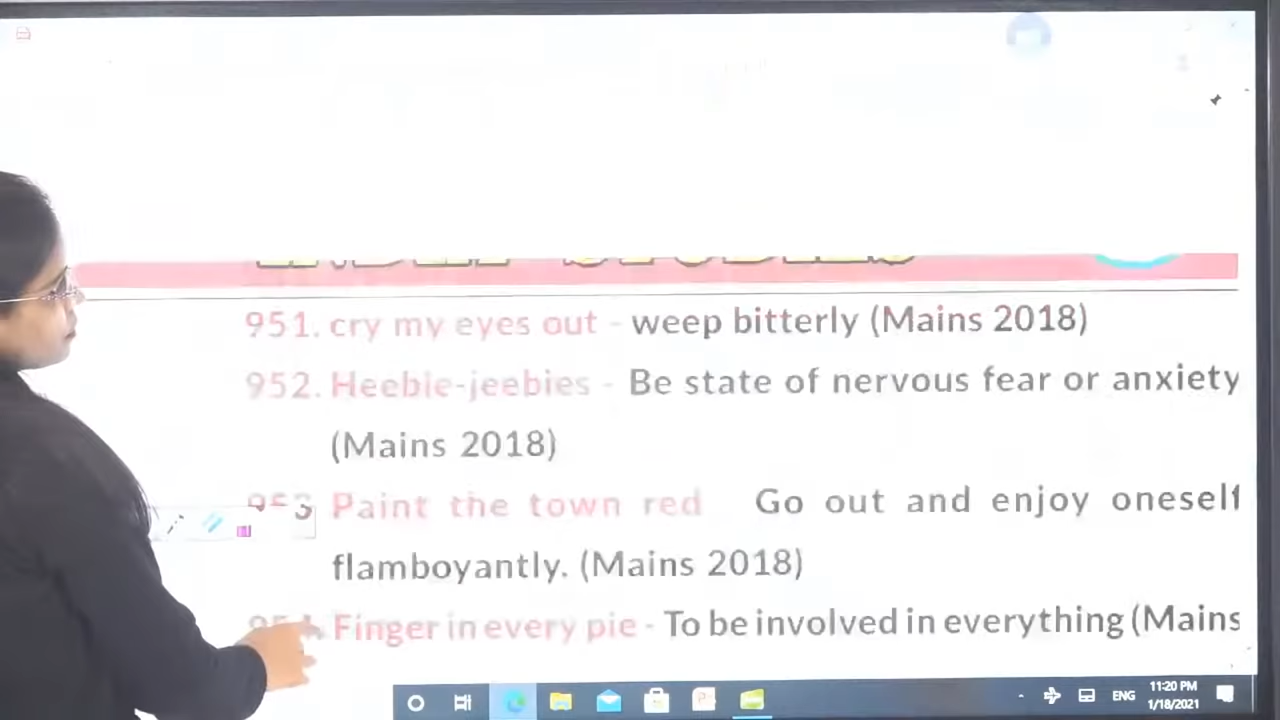 951. cry my eyes out - weep bitterly (Mains 2018)
952. Heebie-jeebies - Be state of nervous fear or anxiety
(Mains 2018)
953 Paint the town red Go out and enjoy oneself
flamboyantly. (Mains 2018)
Finger in every pie - To be involved in everything (Mains
ENG
11:20 PM
1/18/2021